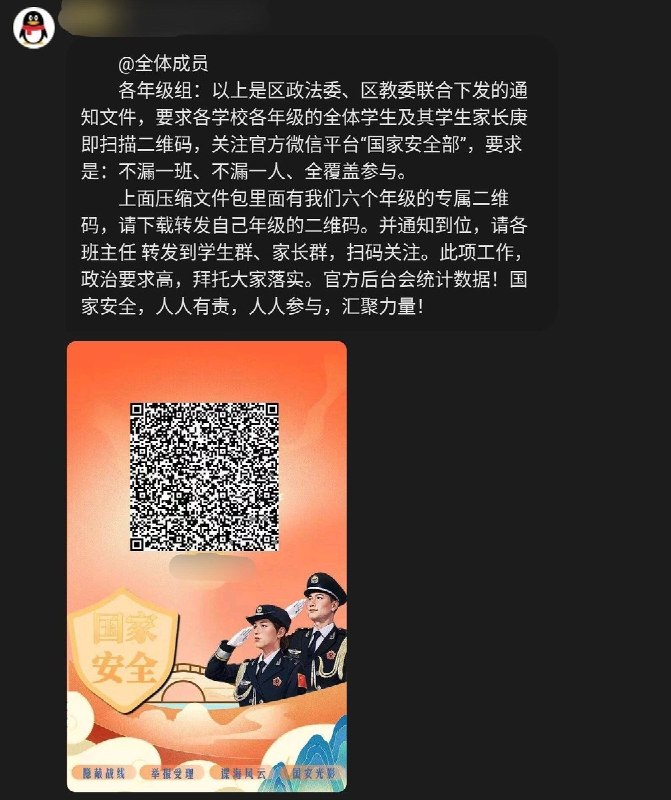 @全体成员
各年级组：以上是区政法委、区教委联合下发的通
知文件，要求各学校各年级的全体学生及其学生家长庚
即扫描二维码，关注官方微信平台“国家安全部”，要求
是：不漏一班、不漏一人、全覆盖参与。
上面压缩文件包里面有我们六个年级的专属二维
码，请下载转发自己年级的二维码。并通知到位，请各
班主任 转发到学生群、家长群，扫码关注。此项工作，
政治要求高，拜托大家落实。官方后台会统计数据！国
家安全，人人有责，人人参与，汇聚力量！
国家
安全
隐蔽战线 举报受理 谍海风云 国安光影